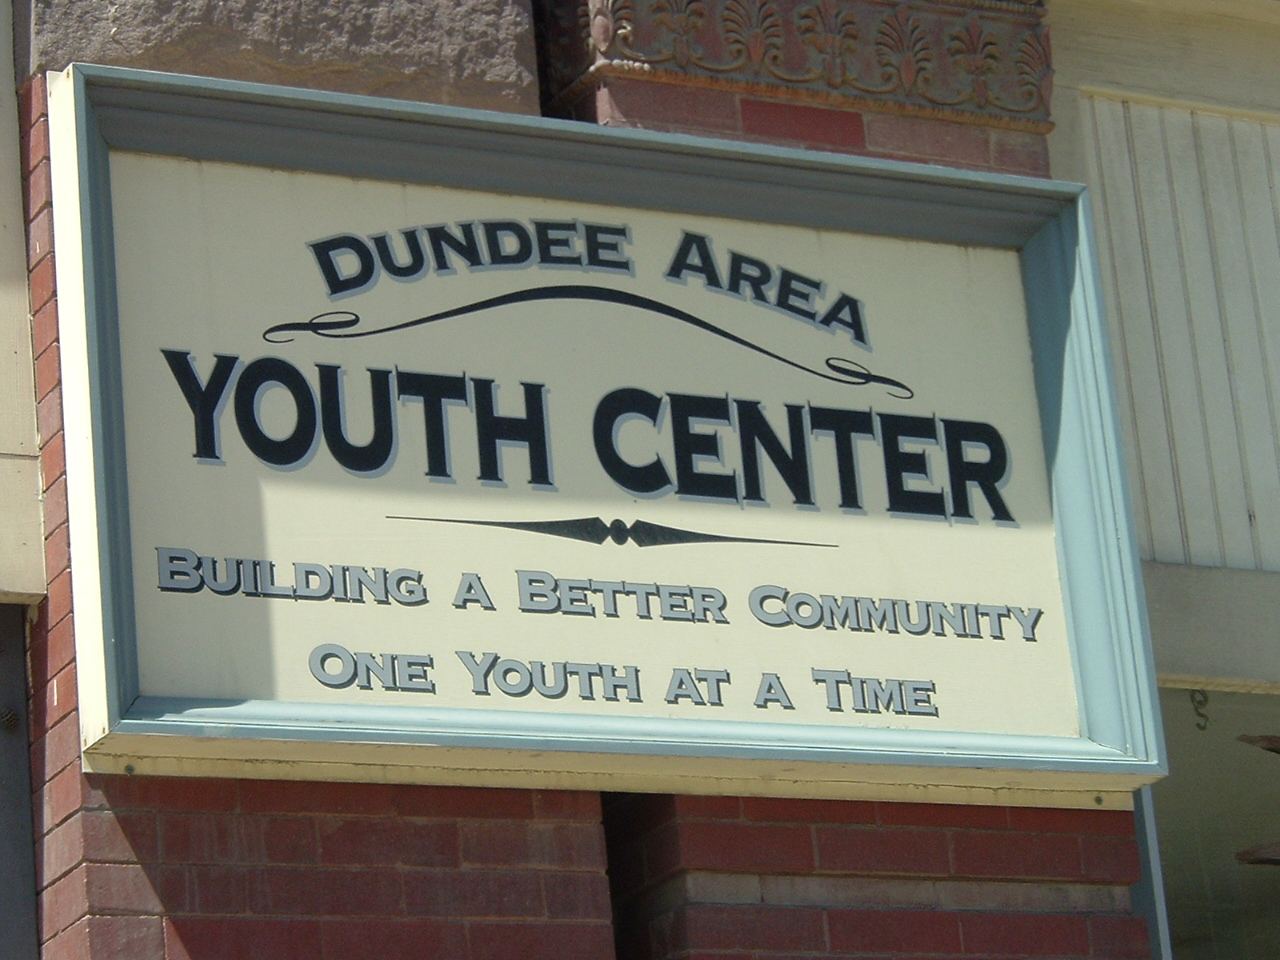 DUNDEE AREA
YOUTH CENTER
BUILDING A BETTER COMMUNITY
ONE YOUTH AT A TIME